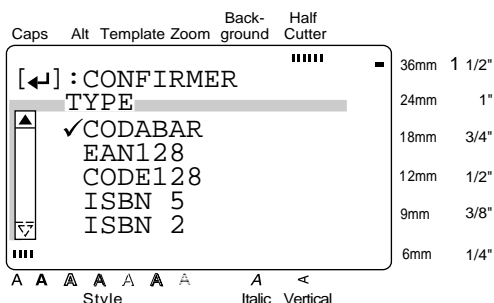 Caps Alt Template Zoom Back-ground Half Cutter
[↵]:CONFIRMER
TYPE
✓CODABAR
EAN128
CODE128
ISBN 5
ISBN 2
36mm 1 1/2"
24mm 1"
18mm 3/4"
12mm 1/2"
9mm 3/8"
6mm 1/4"
A A A A A A A A A
Style Italic Vertical